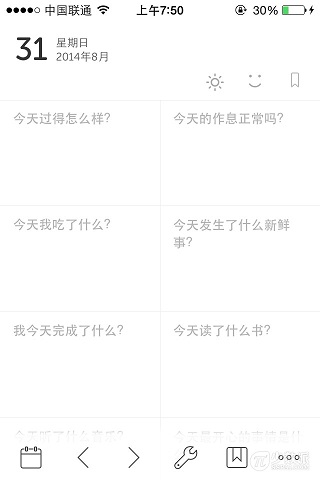 中国联通 上午7:50 30%
31 星期日
2014年8月
今天过得怎么样?
今天的作息正常吗?
今天我吃了什么?
今天发生了什么新鲜
事?
我今天完成了什么?
今天读了什么书?